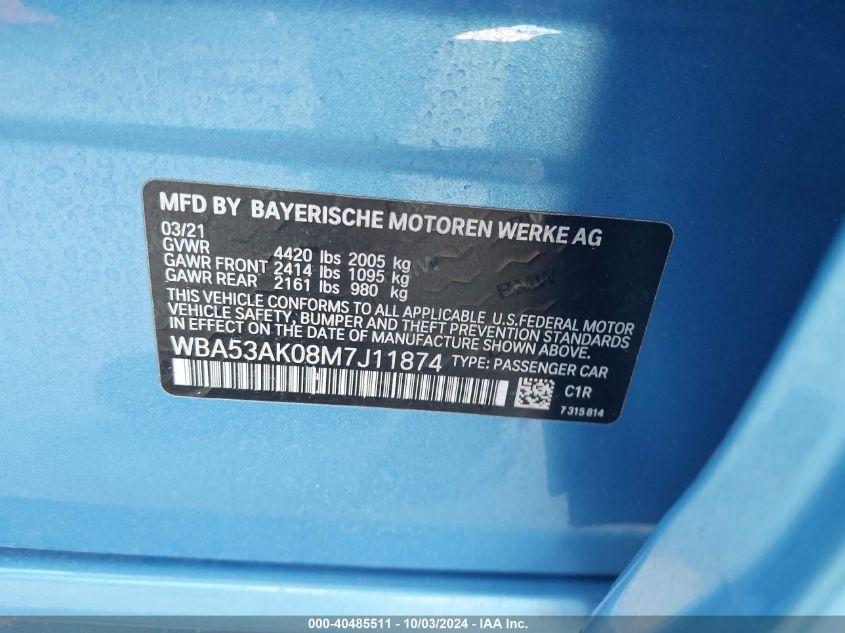 MFD BY BAYERISCHE MOTOREN WERKE AG
03/21
GVWR 4420 lbs 2005 kg
GAWR FRONT 2414 lbs 1095 kg
GAWR REAR 2161 lbs 980 kg
THIS VEHICLE CONFORMS TO ALL APPLICABLE U.S.FEDERAL MOTOR
VEHICLE SAFETY, BUMPER AND THEFT PREVENTION STANDARDS
IN EFFECT ON THE DATE OF MANUFACTURE SHOWN ABOVE.
WBA53AK08M7J11874 TYPE: PASSENGER CAR
C1R
7315814
000-40485511 - 10/03/2024 - IAA Inc.